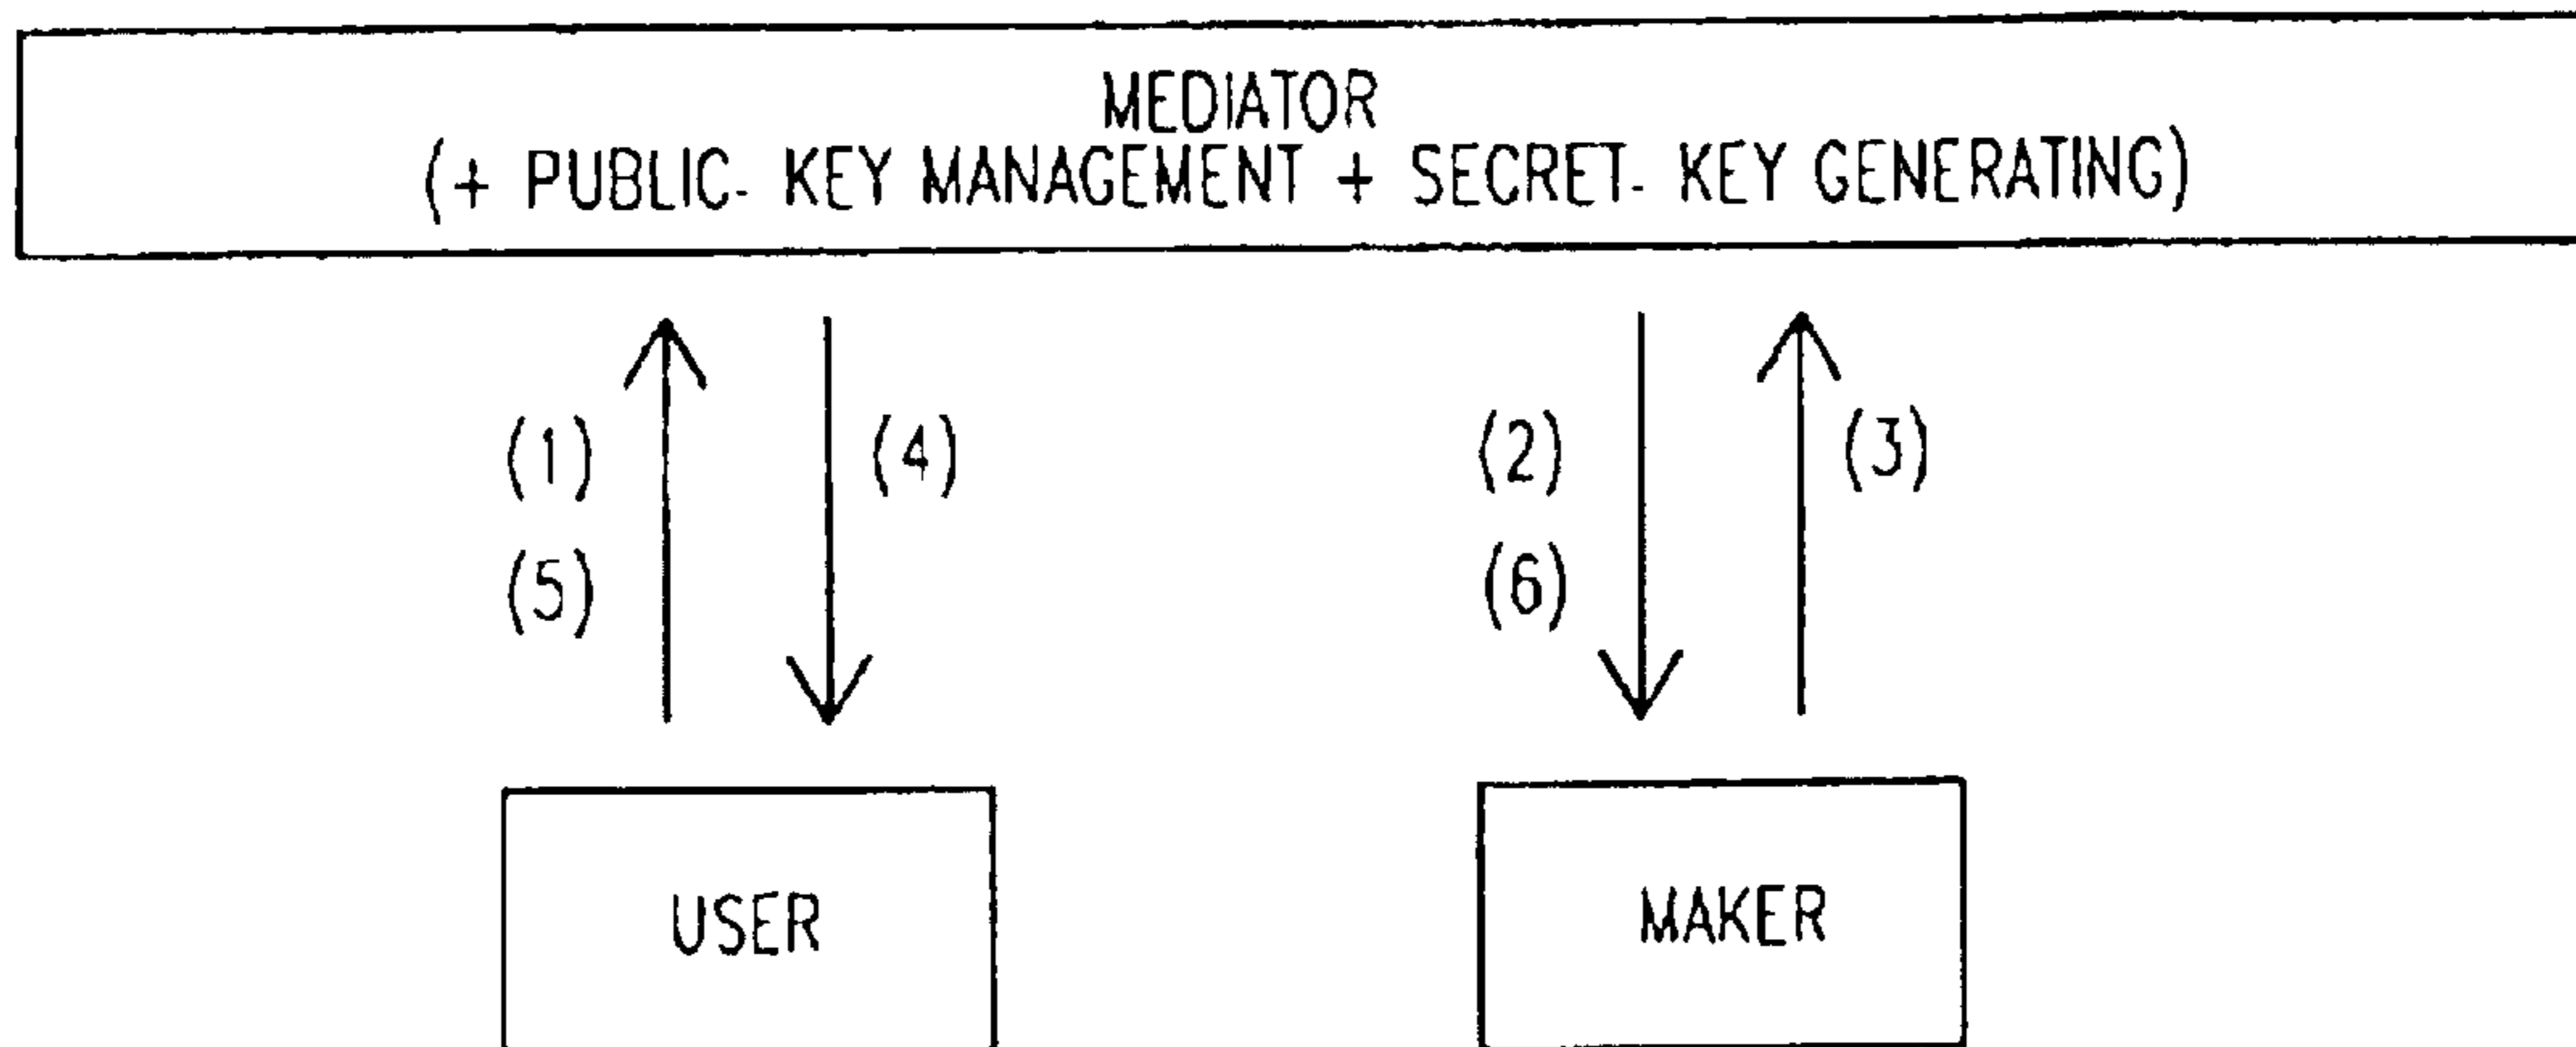 MEDIATOR
(+ PUBLIC- KEY MANAGEMENT + SECRET- KEY GENERATING)
(1)
(4)
(2)
(3)
(5)
(6)
USER
MAKER